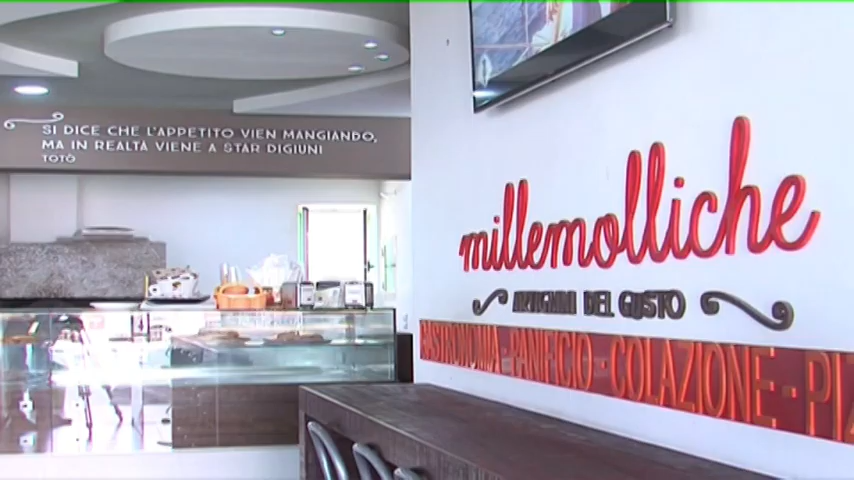 SI DICE CHE L'APPETITO VIEN MANGIANDO,
MA IN REALTÀ VIENE A STAR DIGIUNI
TOTÒ
millemolliche
ARTIGIANI DEL GUSTO
GASTRONOMIA - PANIFICIO - COLAZIONE -